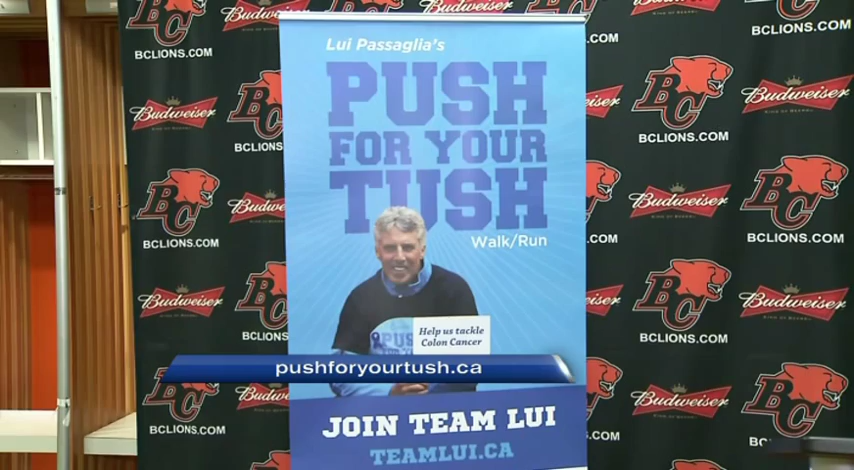 Lui Passaglia's
PUSH
FOR YOUR
TUSH
Walk/Run
Help us tackle
Colon Cancer
pushforyourtush.ca
JOIN TEAM LUI
TEAMLUI.CA
BC
BCLIONS.COM
Budweiser